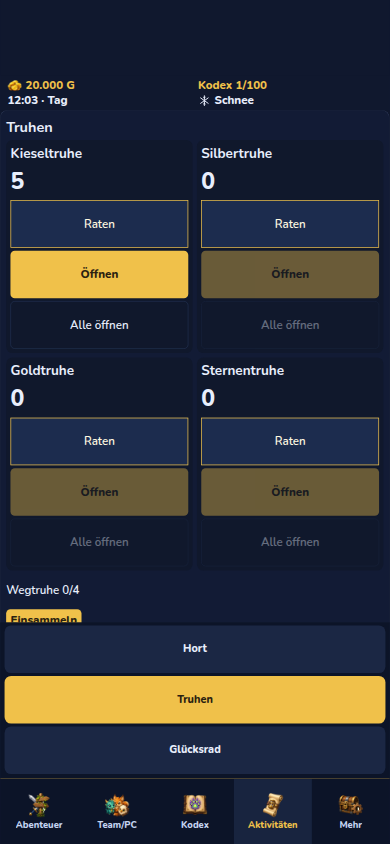 20.000 G
Kodex 1/100
12:03 · Tag
Schnee
Truhen
Kieseltruhe
5
Raten
Öffnen
Alle öffnen
Silbertruhe
0
Raten
Öffnen
Alle öffnen
Goldtruhe
0
Raten
Öffnen
Alle öffnen
Sternentruhe
0
Raten
Öffnen
Alle öffnen
Wegtruhe 0/4
Einsammeln
Hort
Truhen
Glücksrad
Abenteuer
Team/PC
Kodex
Aktivitäten
Mehr